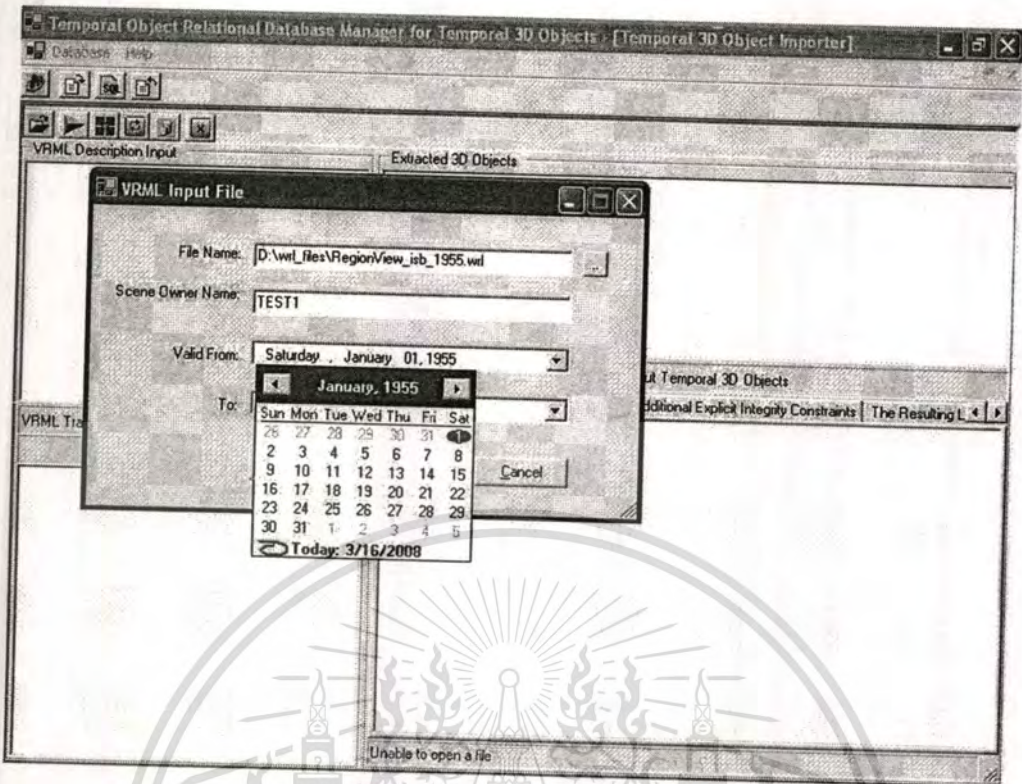 Temporal Object Relational Database Manager for Temporal 3D Objects - [Temporal 3D Object Importer]
Database Help
SQL
VRML Description Input
Extracted 3D Objects
VRML Input File
File Name: D:\wrl_files\RegionView_isb_1955.wrl ...
Scene Owner Name: TEST1
Valid From: Saturday , January 01, 1955
January, 1955
To:
Sun Mon Tue Wed Thu Fri Sat
26 27 28 29 30 31 1
2 3 4 5 6 7 8
9 10 11 12 13 14 15
16 17 18 19 20 21 22
23 24 25 26 27 28 29
30 31 1 2 3 4 5
Today: 3/16/2008
Cancel
ut Temporal 3D Objects
dditional Explicit Integrity Constraints The Resulting L
VRML Tra
Unable to open a file